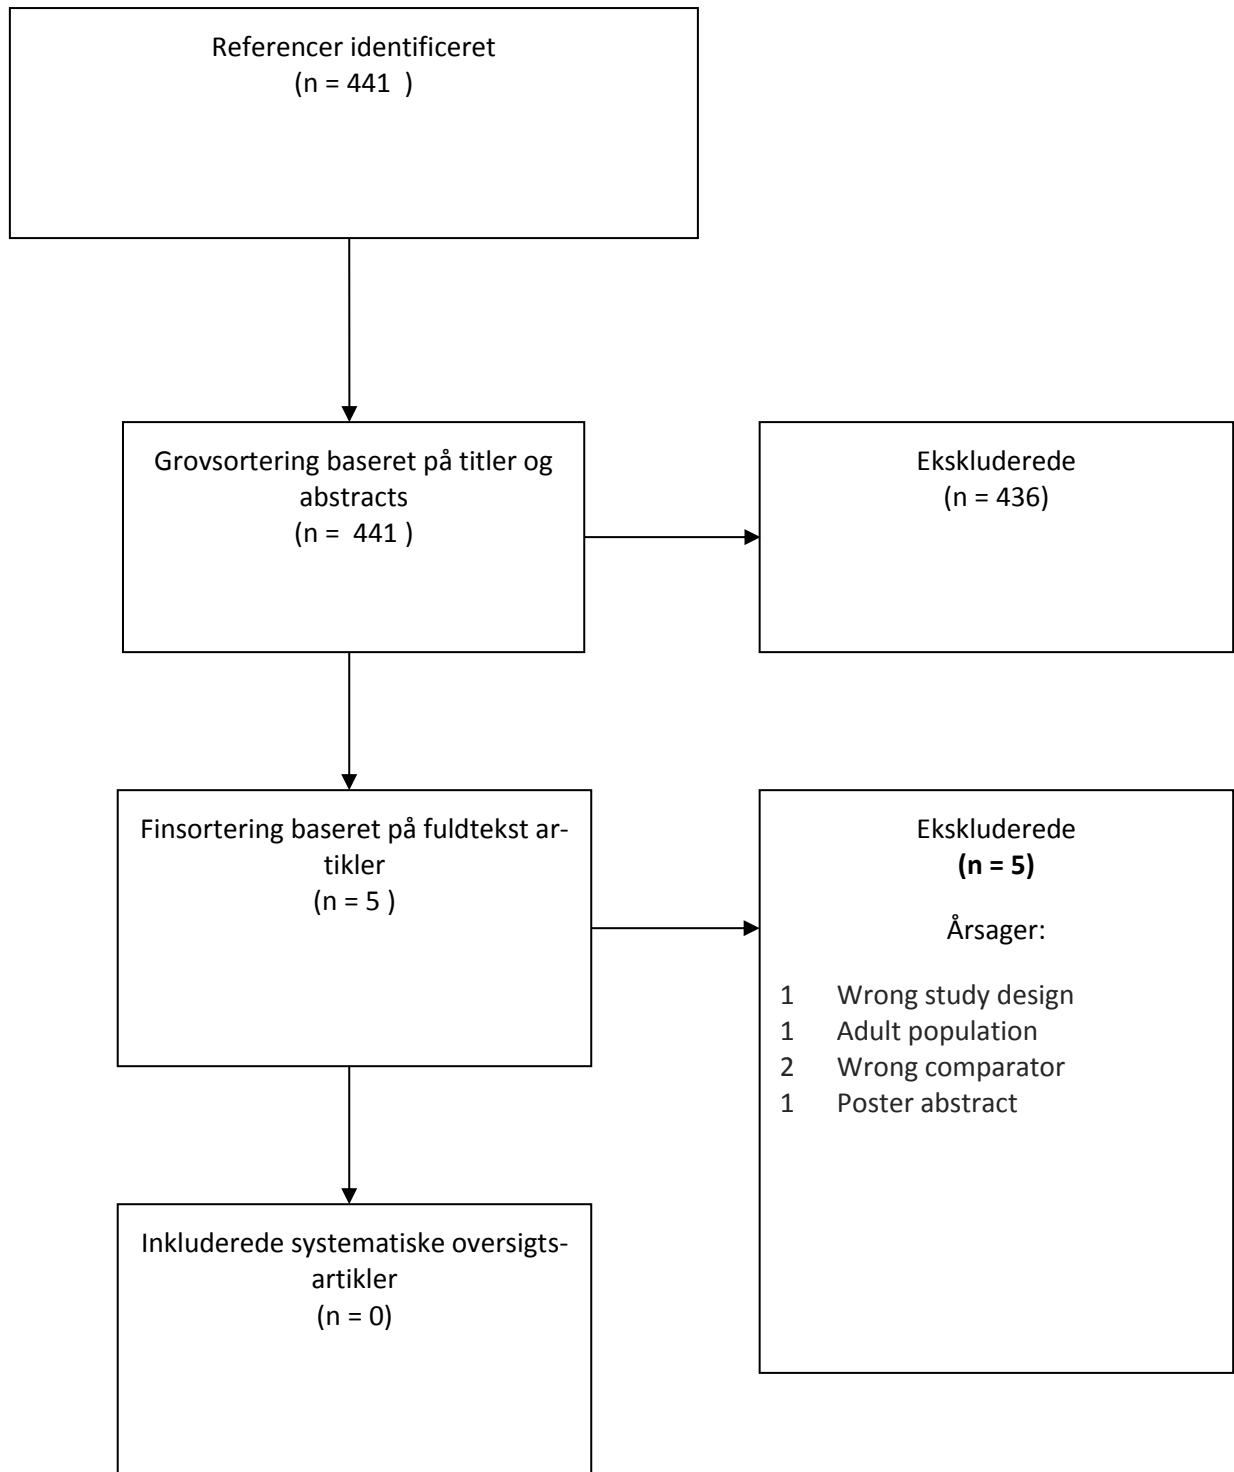 Referencer identificeret
(n = 441  )
Grovsortering baseret på titler og
abstracts
(n =  441 )
Ekskluderede
(n = 436)
Finsortering baseret på fuldtekst ar-
tikler
(n = 5 )
Ekskluderede
(n = 5)
Årsager:
1 Wrong study design
1 Adult population
2 Wrong comparator
1 Poster abstract
Inkluderede systematiske oversigts-
artikler
(n = 0)